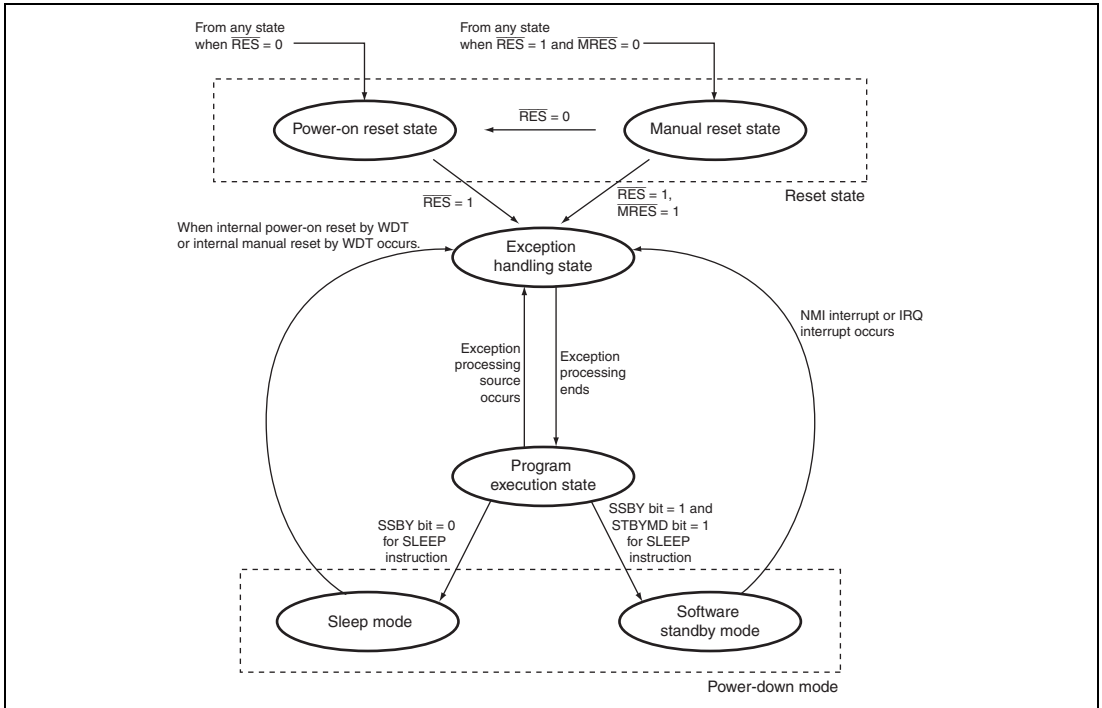 From any state
when RES = 0
From any state
when RES = 1 and MRES = 0
Power-on reset state
RES = 0
Manual reset state
Reset state
RES = 1
RES = 1,
MRES = 1
When internal power-on reset by WDT
or internal manual reset by WDT occurs.
Exception
handling state
NMI interrupt or IRQ
interrupt occurs
Exception
processing
source
occurs
Exception
processing
ends
Program
execution state
SSBY bit = 0
for SLEEP
instruction
SSBY bit = 1 and
STBYMD bit = 1
for SLEEP
instruction
Sleep mode
Software
standby mode
Power-down mode